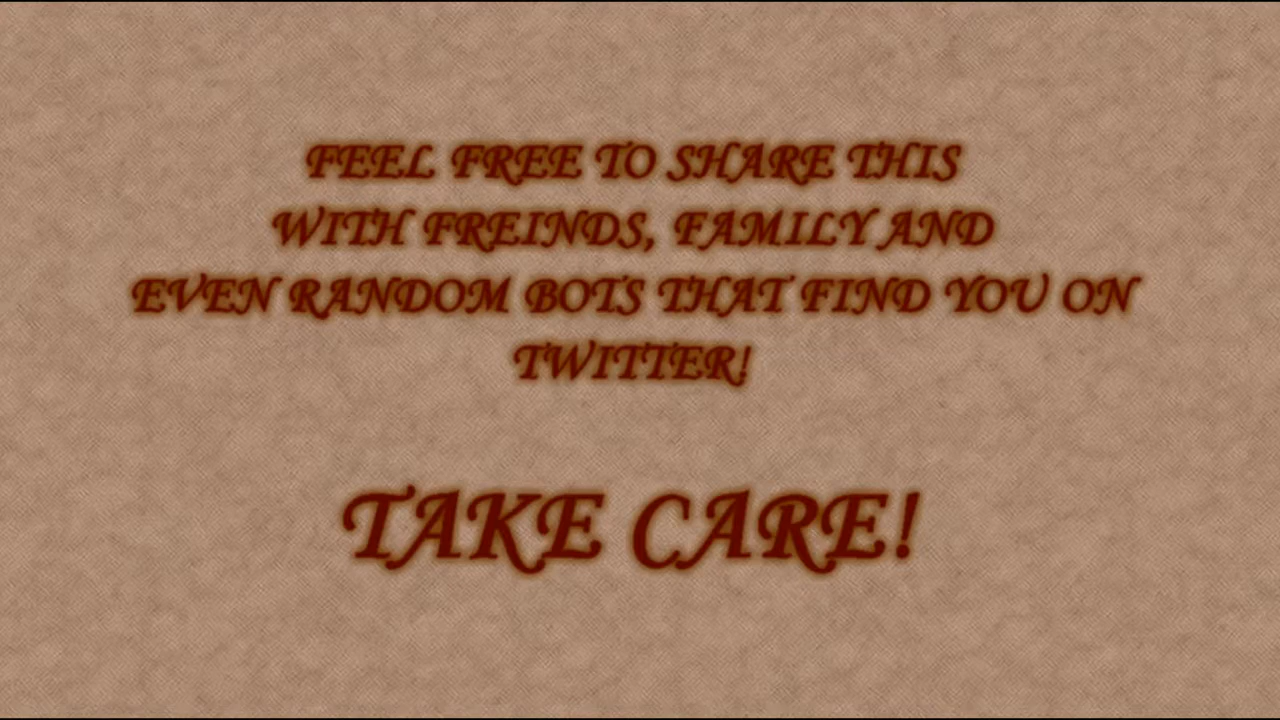 FEEL FREE TO SHARE THIS
WITH FREINDS, FAMILY AND
EVEN RANDOM BOTS THAT FIND YOU ON
TWITTER!
TAKE CARE!